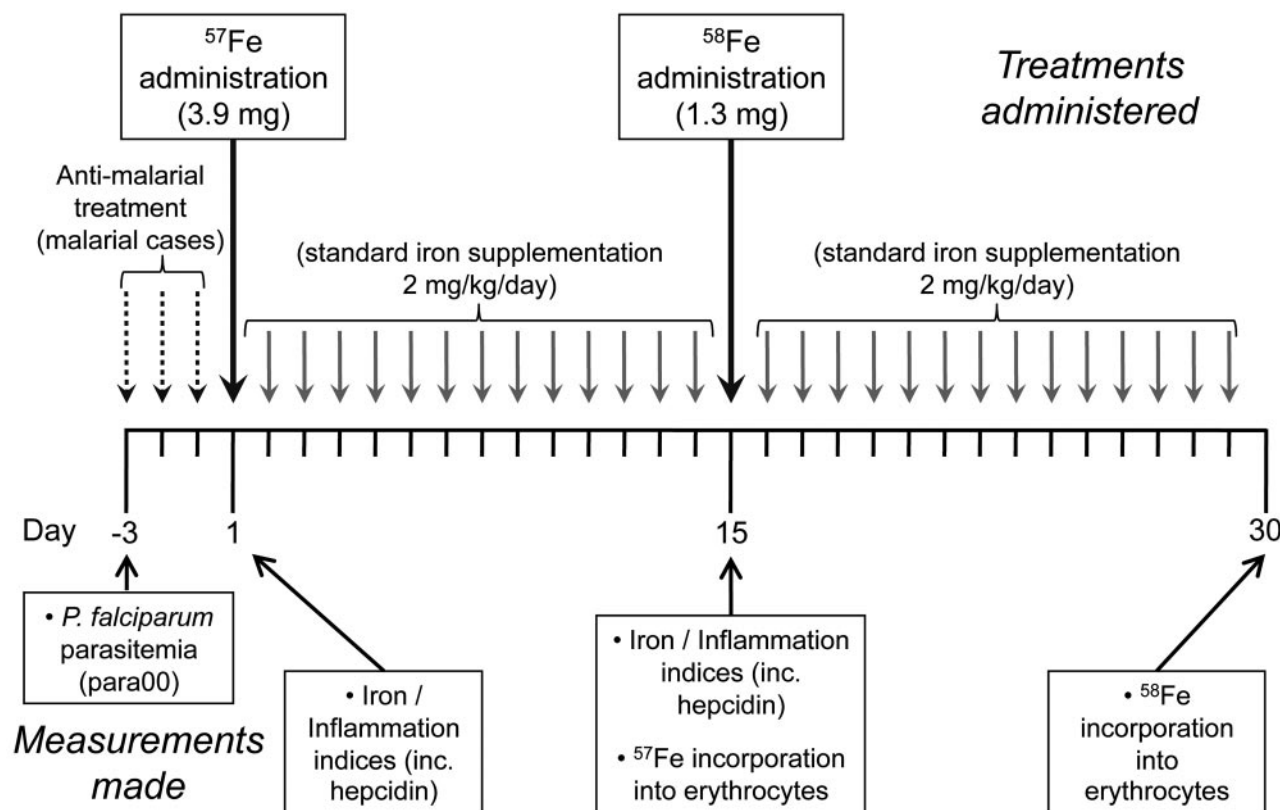 ⁵⁷Fe
administration
(3.9 mg)
⁵⁸Fe
administration
(1.3 mg)
Treatments
administered
Anti-malarial
treatment
(malarial cases)
(standard iron supplementation
2 mg/kg/day)
(standard iron supplementation
2 mg/kg/day)
Day -3 1 15 30
• P. falciparum
parasitemia
(para00)
Measurements
made
• Iron /
Inflammation
indices (inc.
hepcidin)
• Iron / Inflammation
indices (inc.
hepcidin)
• ⁵⁷Fe incorporation
into erythrocytes
• ⁵⁸Fe
incorporation
into
erythrocytes